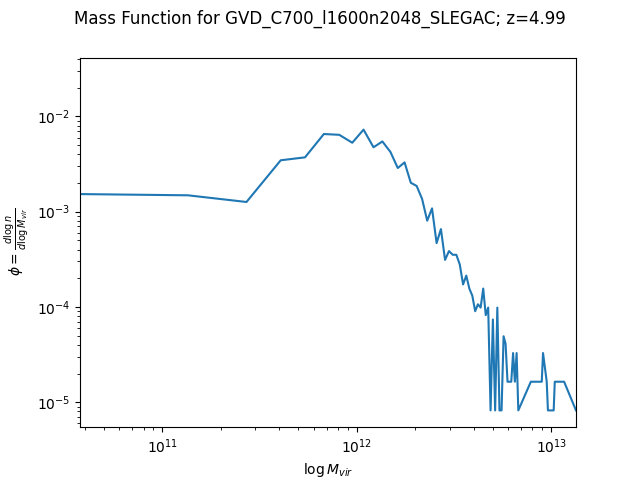 Mass Function for GVD_C700_l1600n2048_SLEGAC; z=4.99
10⁻²
10⁻³
10⁻⁴
10⁻⁵
ϕ = d log n / d log M_vir
10¹¹ 10¹² 10¹³
log M_vir